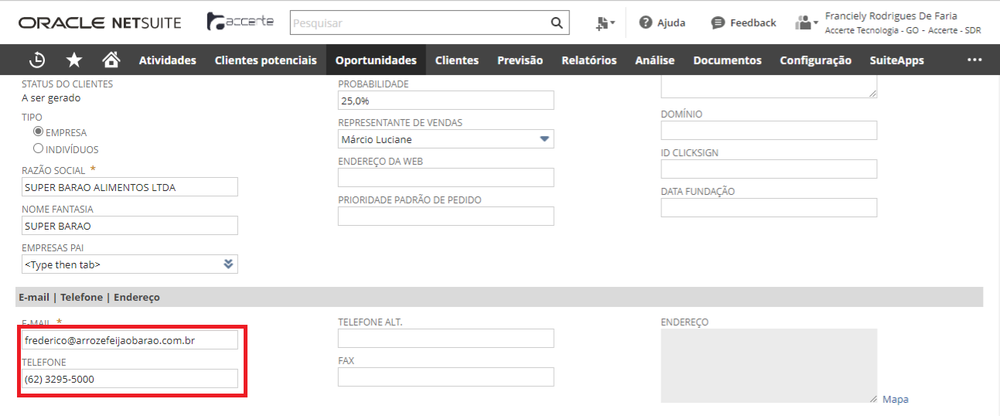 ORACLE NETSUITE
accerte
Pesquisar
Ajuda
Feedback
Franciely Rodrigues De Faria
Accerte Tecnologia - GO - Accerte - SDR
Atividades
Clientes potenciais
Oportunidades
Clientes
Previsão
Relatórios
Análise
Documentos
Configuração
SuiteApps
STATUS DO CLIENTES
A ser gerado
TIPO
EMPRESA
INDIVÍDUOS
RAZÃO SOCIAL *
SUPER BARAO ALIMENTOS LTDA
NOME FANTASIA
SUPER BARAO
EMPRESAS PAI
<Type then tab>
PROBABILIDADE
25,0%
REPRESENTANTE DE VENDAS
Márcio Luciane
ENDEREÇO DA WEB
PRIORIDADE PADRÃO DE PEDIDO
DOMÍNIO
ID CLICKSIGN
DATA FUNDAÇÃO
E-mail | Telefone | Endereço
E-MAIL *
frederico@arrozefeijaobarao.com.br
TELEFONE
(62) 3295-5000
TELEFONE ALT.
FAX
ENDEREÇO
Mapa